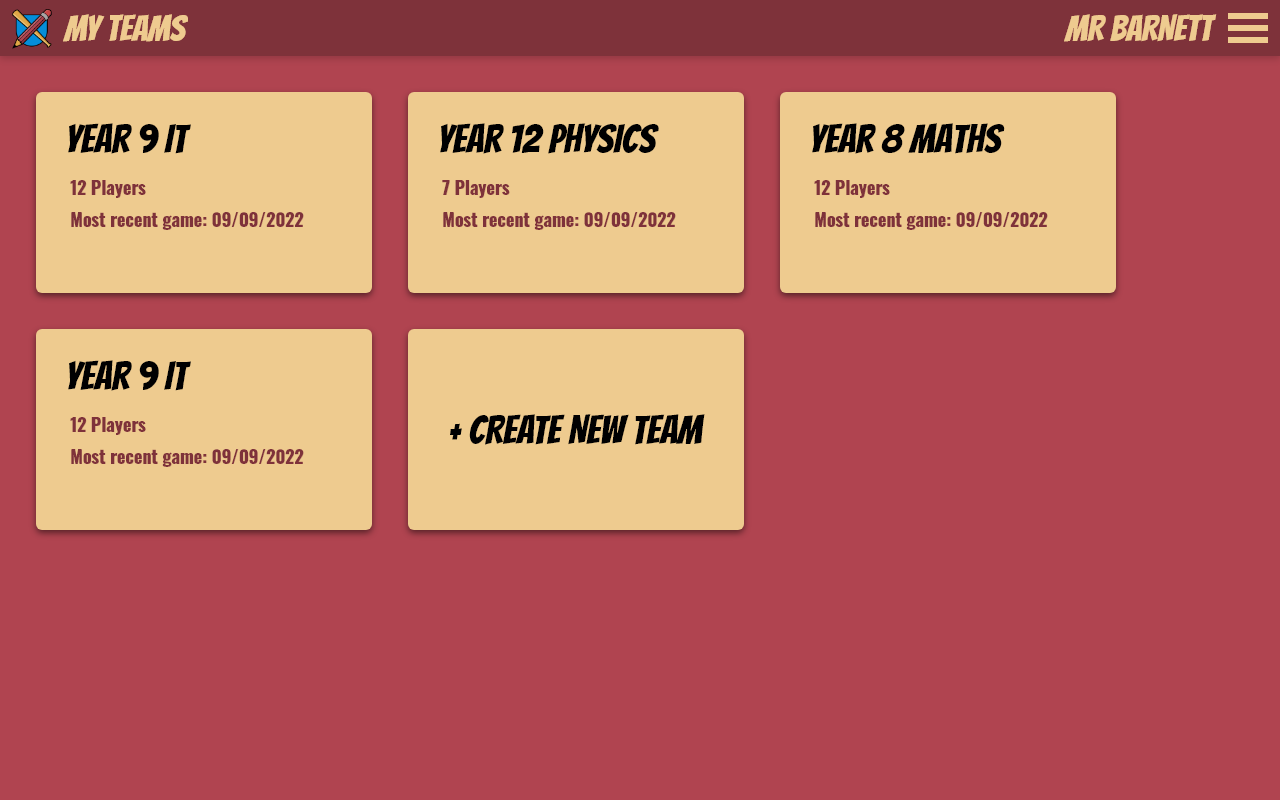 MY TEAMS
MR BARNETT
YEAR 9 IT
12 Players
Most recent game: 09/09/2022
YEAR 12 PHYSICS
7 Players
Most recent game: 09/09/2022
YEAR 8 MATHS
12 Players
Most recent game: 09/09/2022
YEAR 9 IT
12 Players
Most recent game: 09/09/2022
+ CREATE NEW TEAM